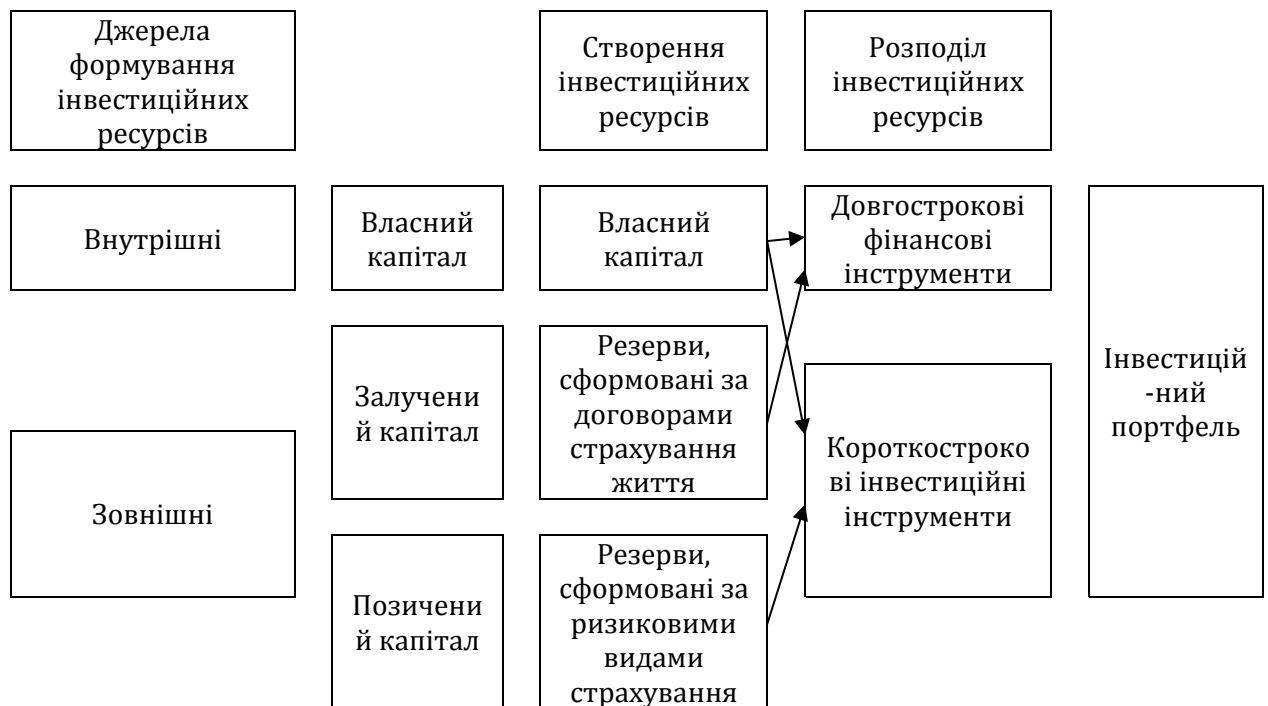 Джерела
формування
інвестиційних
ресурсів
Створення
інвестиційних
ресурсів
Розподіл
інвестиційних
ресурсів
Внутрішні
Власний
капітал
Власний
капітал
Довгострокові
фінансові
інструменти
Зовнішні
Залучени
й капітал
Резерви,
сформовані за
договорами
страхування
життя
Короткостроко
ві інвестиційні
інструменти
Інвестицій
-ний
портфель
Позичени
й капітал
Резерви,
сформовані за
ризиковими
видами
страхування